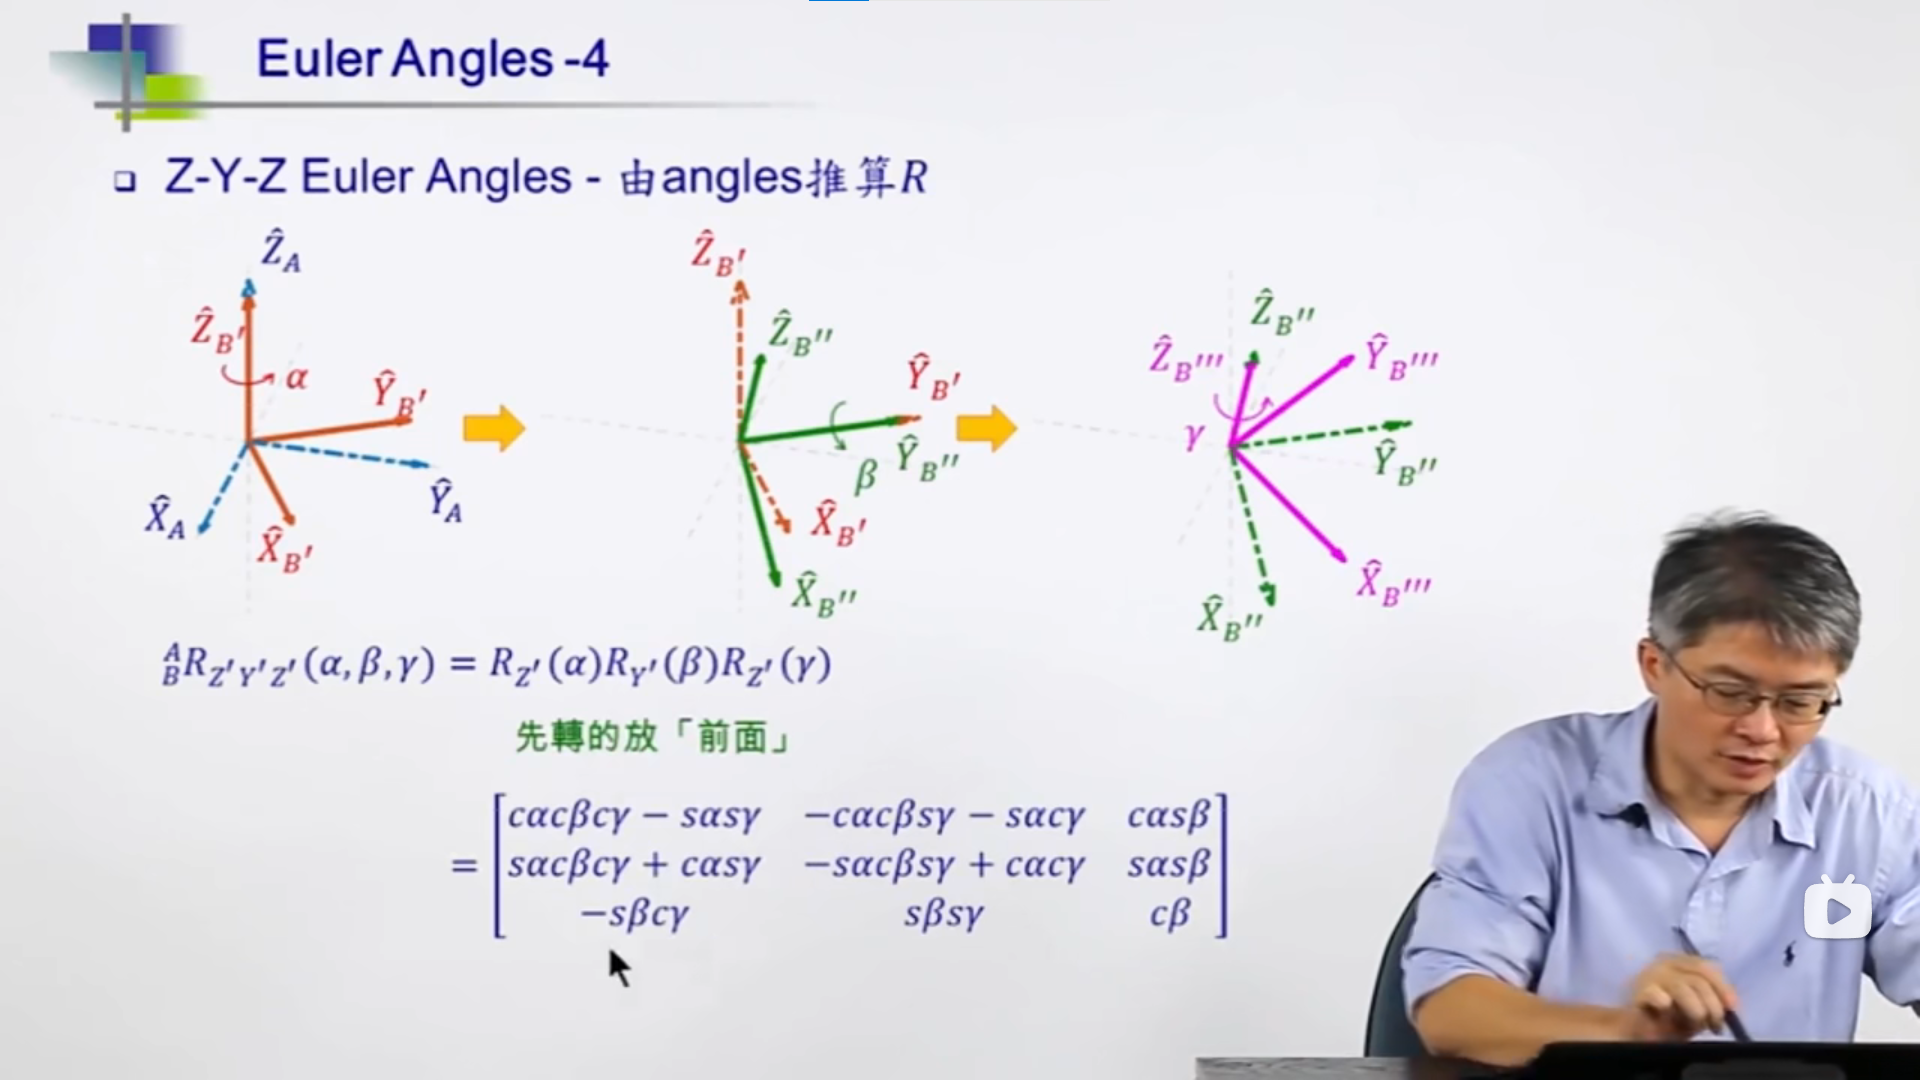 Euler Angles -4
❑ Z-Y-Z Euler Angles - 由angles推算R
Ẑ_A
Ẑ_B′
α
Ŷ_B′
X̂_A
Ŷ_A
X̂_B′
Ẑ_B′
Ẑ_B′′
Ŷ_B′
Ŷ_B′′
β
X̂_B′
X̂_B′′
Ẑ_B′′
Ẑ_B′′′
Ŷ_B′′′
γ
Ŷ_B′′
X̂_B′′′
X̂_B′′
^A_B R_Z′Y′Z′(α,β,γ) = R_Z′(α)R_Y′(β)R_Z′(γ)
先轉的放「前面」
cαcβcγ − sαsγ −cαcβsγ − sαcγ cαsβ
= sαcβcγ + cαsγ −sαcβsγ + cαcγ sαsβ
−sβcγ sβsγ cβ